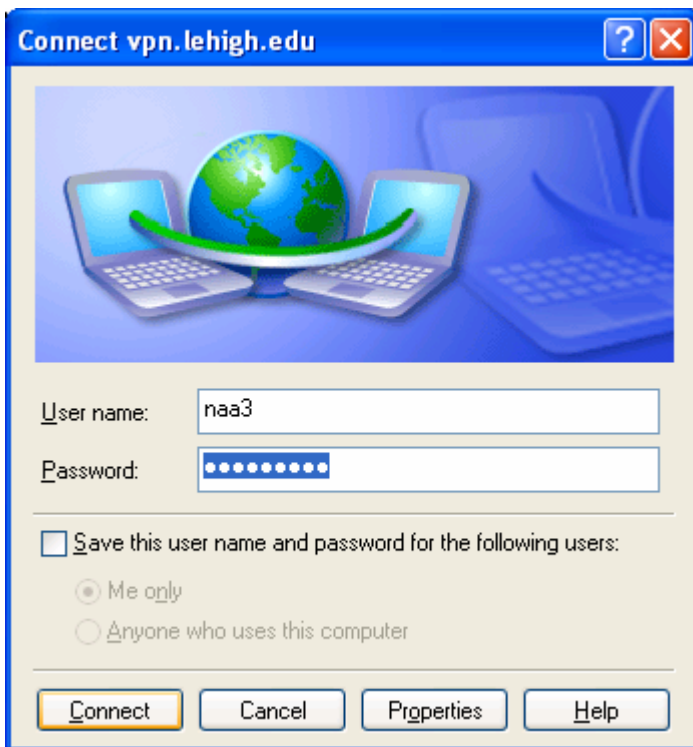 Connect vpn.lehigh.edu
User name: naa3
Password: ●●●●●●●●●
Save this user name and password for the following users:
Me only
Anyone who uses this computer
Connect Cancel Properties Help